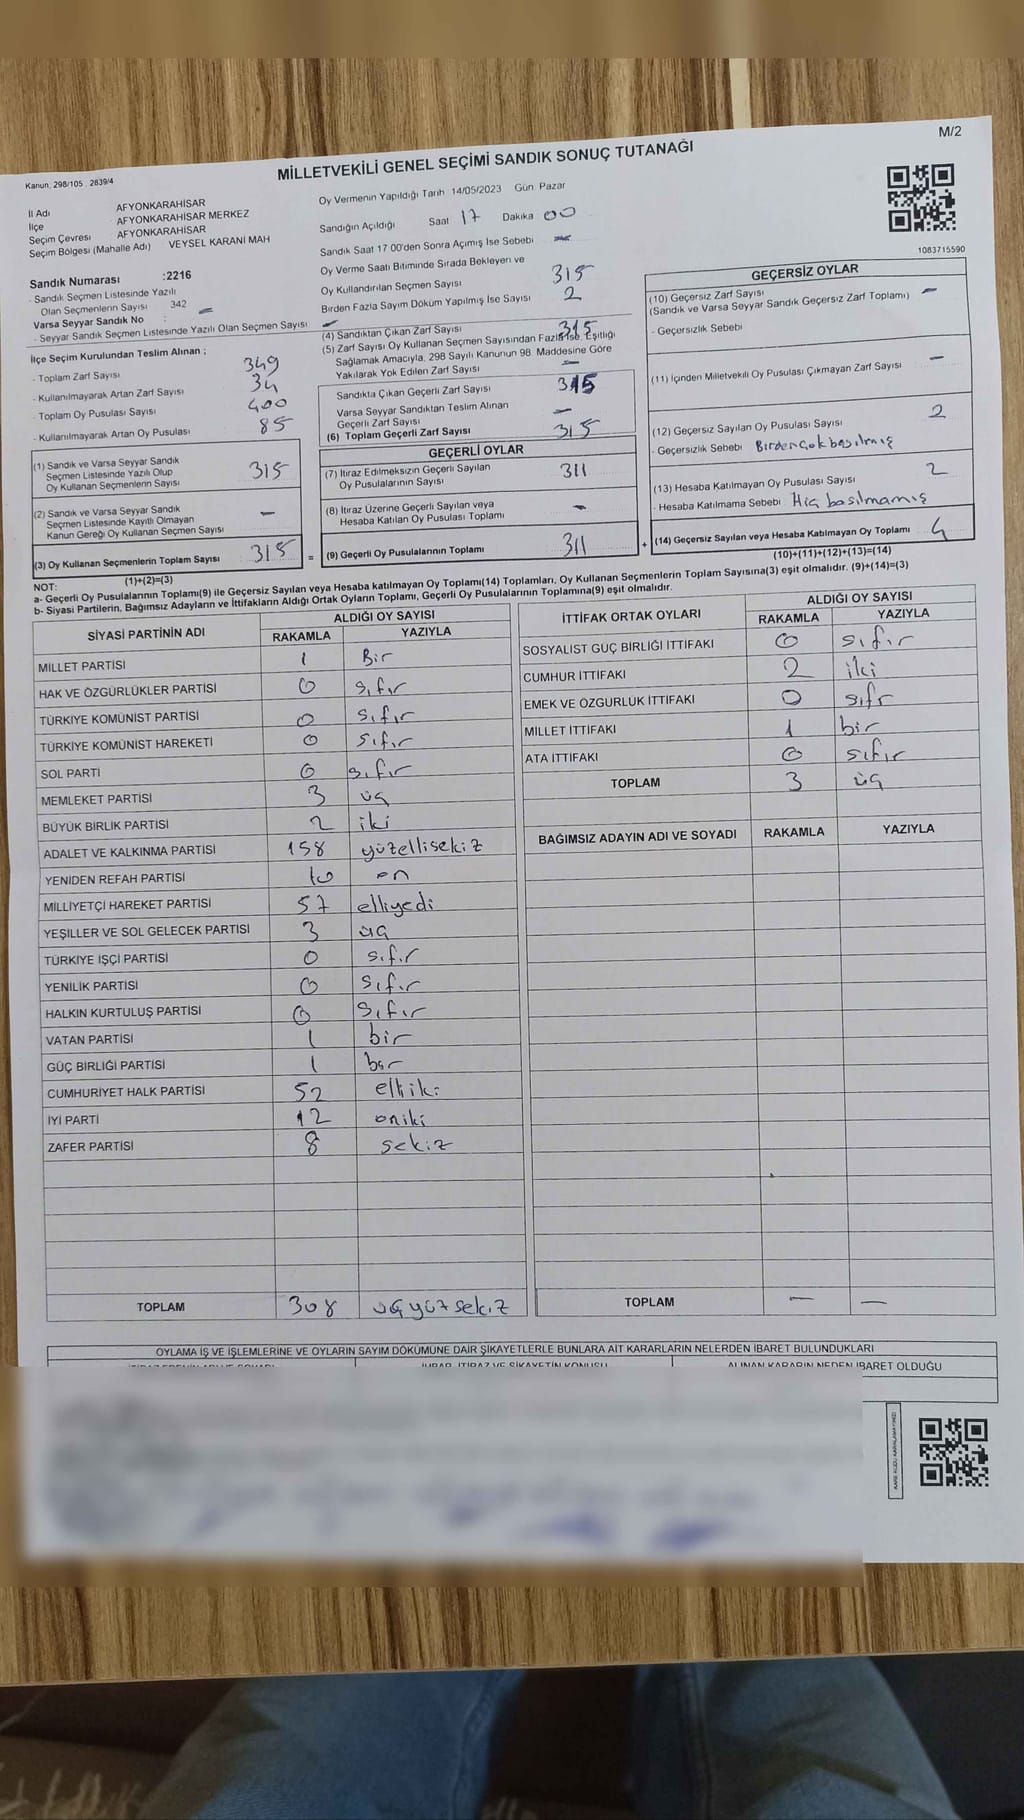 M/2
MİLLETVEKİLİ GENEL SEÇİMİ SANDIK SONUÇ TUTANAĞI
Kanun: 298/105 , 2839/4
İl Adı AFYONKARAHİSAR
İlçe AFYONKARAHİSAR MERKEZ
Seçim Çevresi AFYONKARAHİSAR
Seçim Bölgesi (Mahalle Adı) VEYSEL KARANİ MAH
Sandık Numarası :2216
- Sandık Seçmen Listesinde Yazılı
Olan Seçmenlerin Sayısı 342
Varsa Seyyar Sandık No :
- Seyyar Sandık Seçmen Listesinde Yazılı Olan Seçmen Sayısı
İlçe Seçim Kurulundan Teslim Alınan ;
- Toplam Zarf Sayısı 349
- Kullanılmayarak Artan Zarf Sayısı 34
- Toplam Oy Pusulası Sayısı 400
- Kullanılmayarak Artan Oy Pusulası 85
(1) Sandık ve Varsa Seyyar Sandık
Seçmen Listesinde Yazılı Olup
Oy Kullanan Seçmenlerin Sayısı 315
(2) Sandık ve Varsa Seyyar Sandık
Seçmen Listesinde Kayıtlı Olmayan
Kanun Gereği Oy Kullanan Seçmen Sayısı -
(3) Oy Kullanan Seçmenlerin Toplam Sayısı 315 =
(1)+(2)=(3)
Oy Vermenin Yapıldığı Tarih 14/05/2023 Gün Pazar
Sandığın Açıldığı Saat 17 Dakika 00
Sandık Saat 17 00'den Sonra Açımış İse Sebebi -
Oy Verme Saati Bitiminde Sırada Bekleyen ve
Oy Kullandırılan Seçmen Sayısı 315
Birden Fazla Sayım Döküm Yapılmış İse Sayısı 2
(4) Sandıktan Çıkan Zarf Sayısı 315
(5) Zarf Sayısı Oy Kullanan Seçmen Sayısından Fazla İse, Eşitliği
Sağlamak Amacıyla, 298 Sayılı Kanunun 98. Maddesine Göre
Yakılarak Yok Edilen Zarf Sayısı -
Sandıkta Çıkan Geçerli Zarf Sayısı 315
Varsa Seyyar Sandıktan Teslim Alınan
Geçerli Zarf Sayısı -
(6) Toplam Geçerli Zarf Sayısı 315
GEÇERLİ OYLAR
(7) İtiraz Edilmeksizin Geçerli Sayılan
Oy Pusulalarının Sayısı 311
(8) İtiraz Üzerine Geçerli Sayılan veya
Hesaba Katılan Oy Pusulası Toplamı -
(9) Geçerli Oy Pusulalarının Toplamı 311 +
1083715590
GEÇERSİZ OYLAR
(10) Geçersiz Zarf Sayısı -
(Sandık ve Varsa Seyyar Sandık Geçersiz Zarf Toplamı)
- Geçersizlik Sebebi
(11) İçinden Milletvekili Oy Pusulası Çıkmayan Zarf Sayısı -
(12) Geçersiz Sayılan Oy Pusulası Sayısı 2
- Geçersizlik Sebebi Birden Çok basılmış
(13) Hesaba Katılmayan Oy Pusulası Sayısı 2
- Hesaba Katılmama Sebebi Hiç basılmamış
(14) Geçersiz Sayılan veya Hesaba Katılmayan Oy Toplamı 4
(10)+(11)+(12)+(13)=(14)
NOT:
a- Geçerli Oy Pusulalarının Toplamı(9) ile Geçersiz Sayılan veya Hesaba katılmayan Oy Toplamı(14) Toplamları, Oy Kullanan Seçmenlerin Toplam Sayısına(3) eşit olmalıdır. (9)+(14)=(3)
b- Siyasi Partilerin, Bağımsız Adayların ve İttifakların Aldığı Ortak Oyların Toplamı, Geçerli Oy Pusulalarının Toplamına(9) eşit olmalıdır.
SİYASİ PARTİNİN ADI ALDIĞI OY SAYISI
RAKAMLA YAZIYLA
MİLLET PARTİSİ 1 Bir
HAK VE ÖZGÜRLÜKLER PARTİSİ 0 sıfır
TÜRKİYE KOMÜNİST PARTİSİ 0 sıfır
TÜRKİYE KOMÜNİST HAREKETİ 0 sıfır
SOL PARTİ 0 sıfır
MEMLEKET PARTİSİ 3 üç
BÜYÜK BİRLİK PARTİSİ 2 iki
ADALET VE KALKINMA PARTİSİ 158 yüzellisekiz
YENİDEN REFAH PARTİSİ 10 on
MİLLİYETÇİ HAREKET PARTİSİ 57 elliyedi
YEŞİLLER VE SOL GELECEK PARTİSİ 3 üç
TÜRKİYE İŞÇİ PARTİSİ 0 sıfır
YENİLİK PARTİSİ 0 sıfır
HALKIN KURTULUŞ PARTİSİ 0 sıfır
VATAN PARTİSİ 1 bir
GÜÇ BİRLİĞİ PARTİSİ 1 bir
CUMHURİYET HALK PARTİSİ 52 elliiki
İYİ PARTİ 12 oniki
ZAFER PARTİSİ 8 sekiz
TOPLAM 308 üçyüzsekiz
İTTİFAK ORTAK OYLARI ALDIĞI OY SAYISI
RAKAMLA YAZIYLA
SOSYALİST GÜÇ BİRLİĞİ İTTİFAKI 0 sıfır
CUMHUR İTTİFAKI 2 iki
EMEK VE ÖZGÜRLÜK İTTİFAKI 0 sıfr
MİLLET İTTİFAKI 1 bir
ATA İTTİFAKI 0 sıfır
TOPLAM 3 üç
BAĞIMSIZ ADAYIN ADI VE SOYADI RAKAMLA YAZIYLA
TOPLAM - -
OYLAMA İŞ VE İŞLEMLERİNE VE OYLARIN SAYIM DÖKÜMÜNE DAİR ŞİKAYETLERLE BUNLARA AİT KARARLARIN NELERDEN İBARET BULUNDUKLARI
İTİRAZ EDENİN ADI VE SOYADI İHBAR, İTİRAZ VE ŞİKAYETİN KONUSU ALINAN KARARIN NEDEN İBARET OLDUĞU